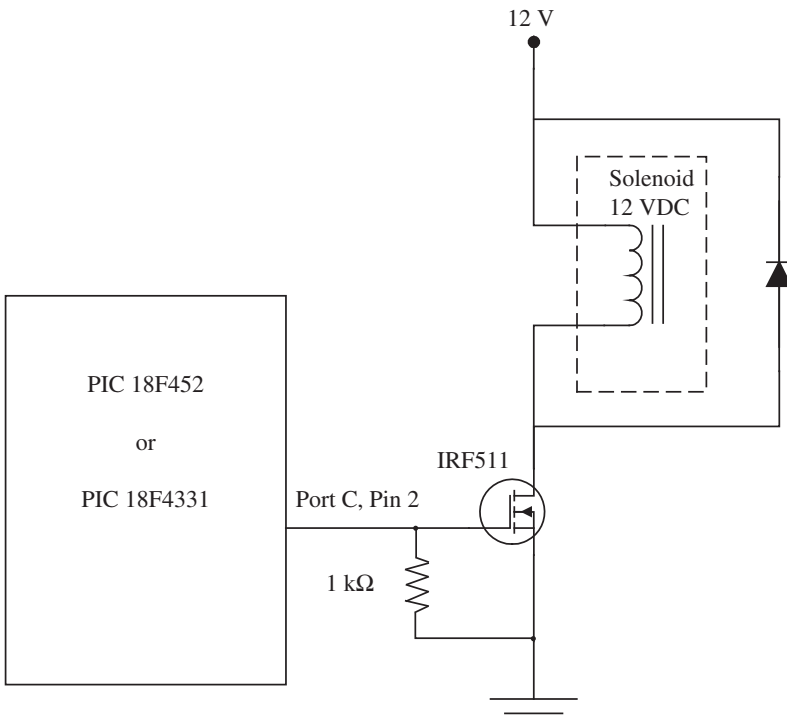 12 V
Solenoid
12 VDC
PIC 18F452
or
PIC 18F4331
IRF511
Port C, Pin 2
1 kΩ